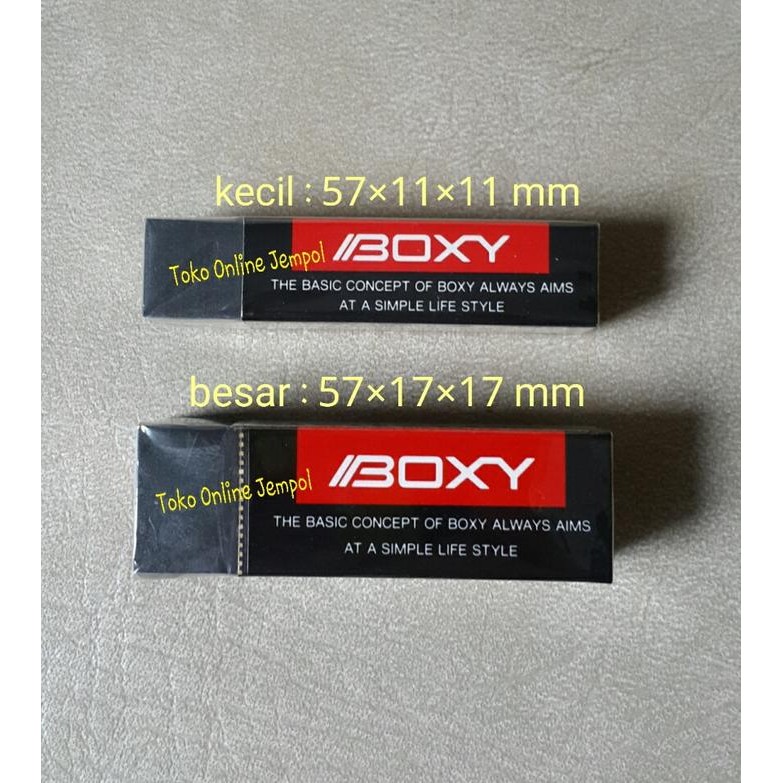 kecil : 57×11×11 mm
BOXY
Toko Online Jempol
THE BASIC CONCEPT OF BOXY ALWAYS AIMS
AT A SIMPLE LIFE STYLE
besar : 57×17×17 mm
BOXY
Toko Online Jempol
THE BASIC CONCEPT OF BOXY ALWAYS AIMS
AT A SIMPLE LIFE STYLE